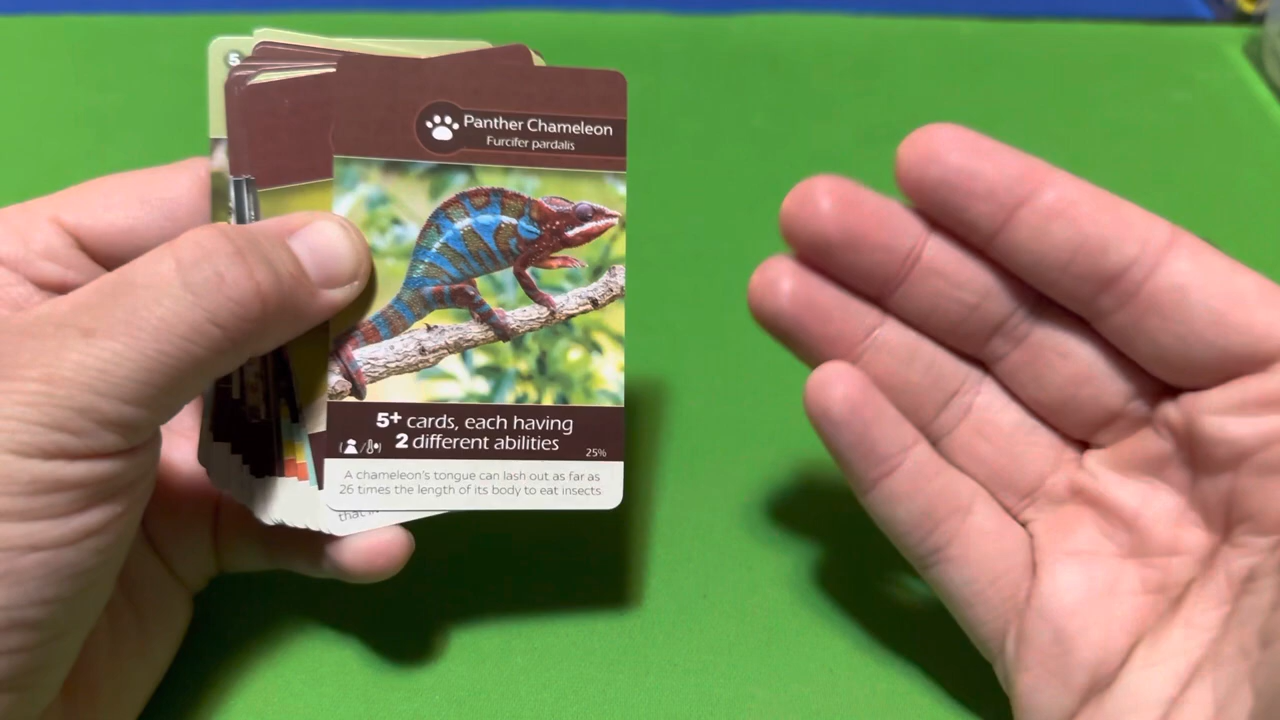 5
Panther Chameleon
Furcifer pardalis
5+ cards, each having
2 different abilities
25%
A chameleon's tongue can lash out as far as
26 times the length of its body to eat insects.